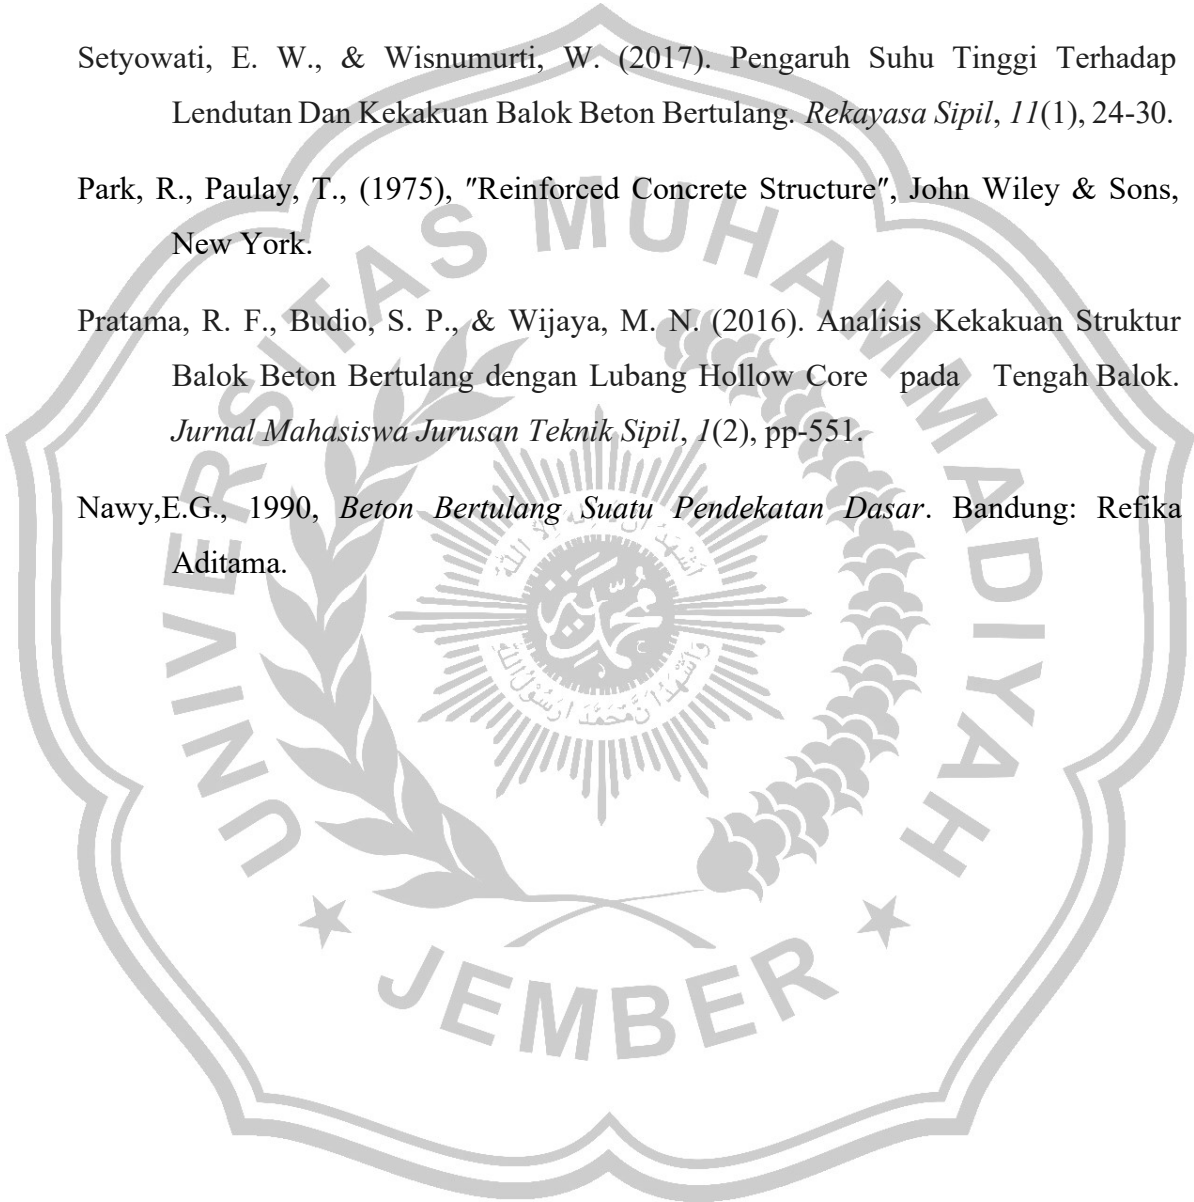 Setyowati, E. W., & Wisnumurti, W. (2017). Pengaruh Suhu Tinggi Terhadap
Lendutan Dan Kekakuan Balok Beton Bertulang. Rekayasa Sipil, 11(1), 24-30.
Park, R., Paulay, T., (1975), "Reinforced Concrete Structure", John Wiley & Sons,
New York.
Pratama, R. F., Budio, S. P., & Wijaya, M. N. (2016). Analisis Kekakuan Struktur
Balok Beton Bertulang dengan Lubang Hollow Core pada Tengah Balok.
Jurnal Mahasiswa Jurusan Teknik Sipil, 1(2), pp-551.
Nawy,E.G., 1990, Beton Bertulang Suatu Pendekatan Dasar. Bandung: Refika
Aditama.
UNIVERSITAS MUHAMMADIYAH
JEMBER
محمد